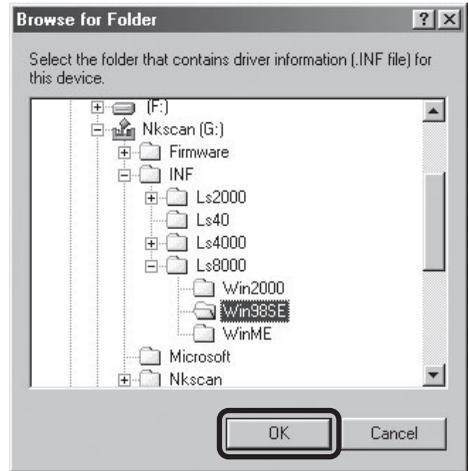 Browse for Folder
Select the folder that contains driver information (.INF file) for
this device.
(F:)
Nkscan (G:)
Firmware
INF
Ls2000
Ls40
Ls4000
Ls8000
Win2000
Win98SE
WinME
Microsoft
Nkscan
OK Cancel